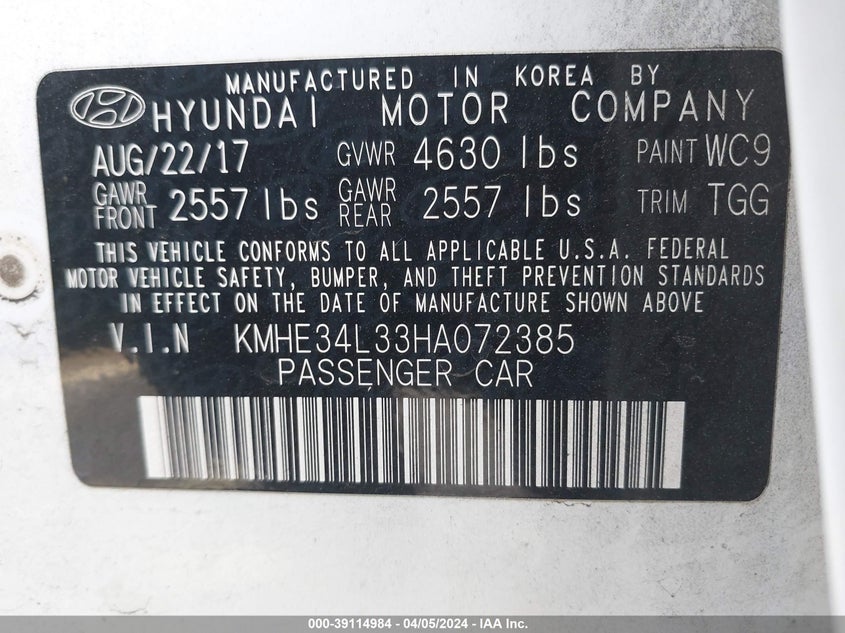 MANUFACTURED IN KOREA BY
HYUNDAI MOTOR COMPANY
AUG/22/17 GVWR 4630 lbs PAINT WC9
GAWR FRONT 2557 lbs GAWR REAR 2557 lbs TRIM TGG
THIS VEHICLE CONFORMS TO ALL APPLICABLE U.S.A. FEDERAL
MOTOR VEHICLE SAFETY, BUMPER, AND THEFT PREVENTION STANDARDS
IN EFFECT ON THE DATE OF MANUFACTURE SHOWN ABOVE
V.I.N KMHE34L33HA072385
PASSENGER CAR
000-39114984 - 04/05/2024 - IAA Inc.